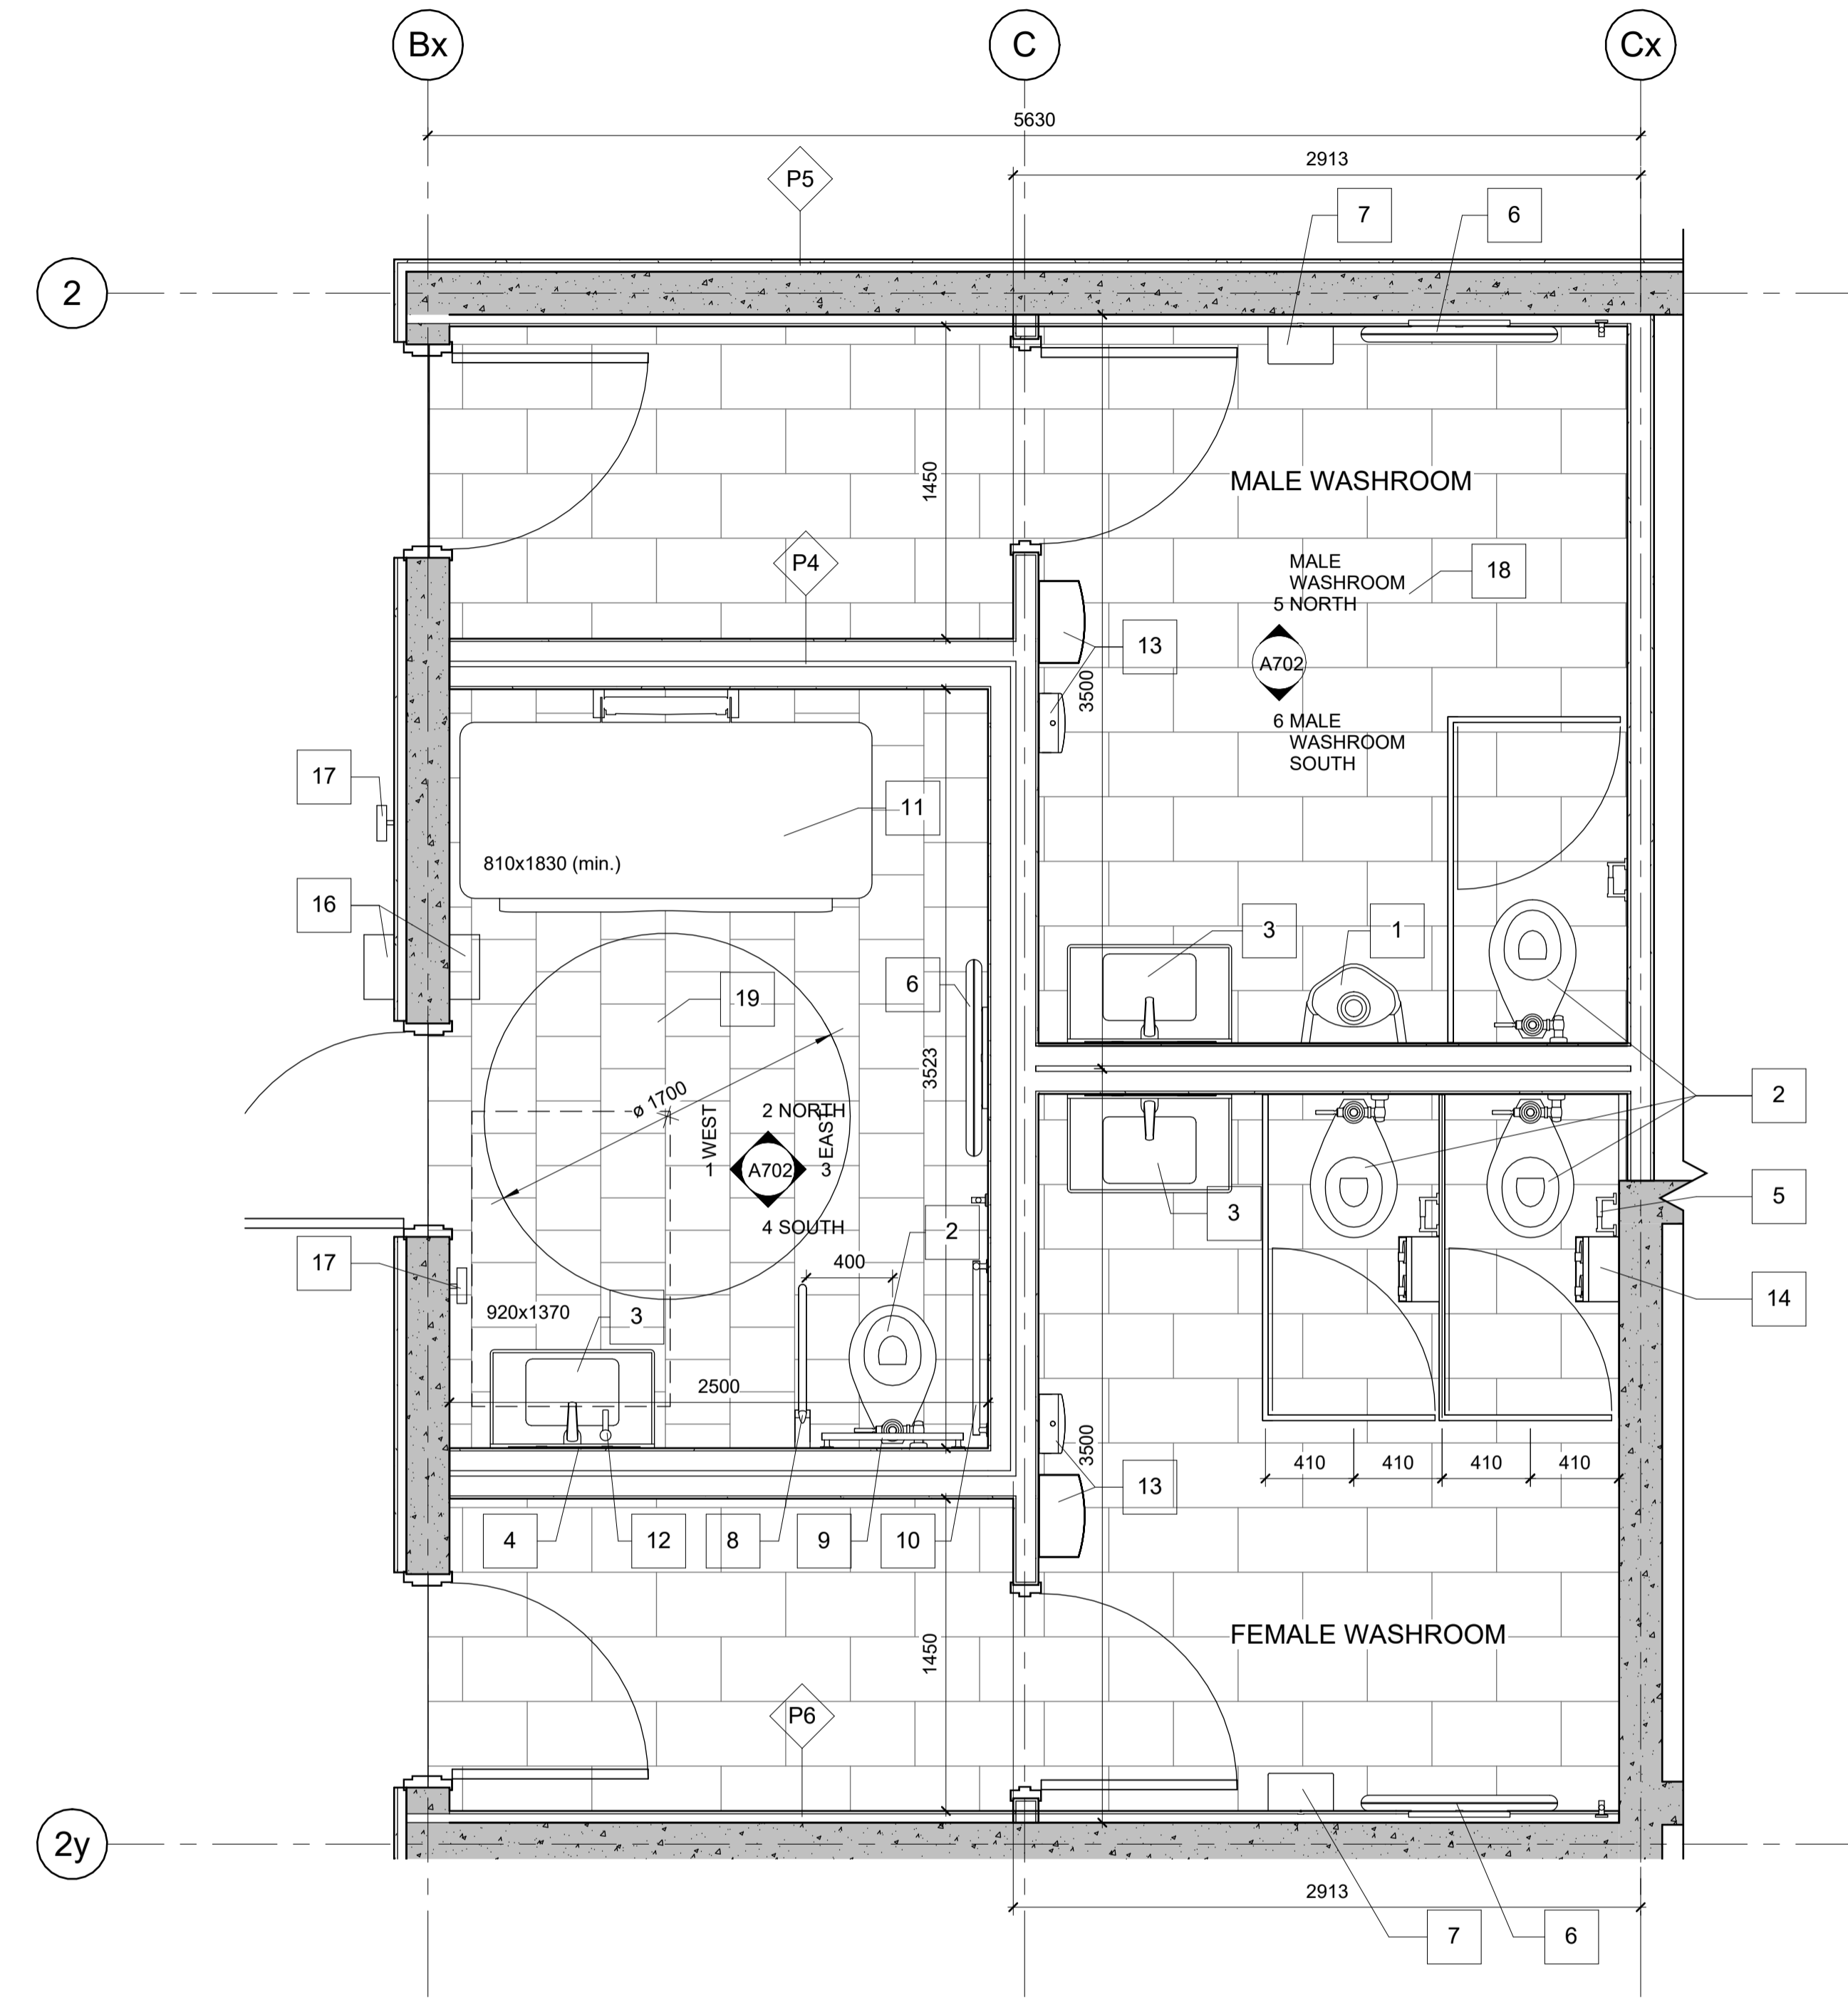 Bx
C
Cx
5630
2913
P5
7
6
2
1450
MALE WASHROOM
P4
MALE
WASHROOM
5 NORTH
18
13
A702
3500
6 MALE
WASHROOM
SOUTH
17
11
810x1830 (min.)
16
3
1
6
19
3523
ø 1700
2 NORTH
WEST
EAST
1
A702
3
2
4 SOUTH
2
3
5
17
400
14
920x1370
3
2500
3500
410
410
410
410
13
4
12
8
9
10
1450
FEMALE WASHROOM
P6
2y
2913
7
6